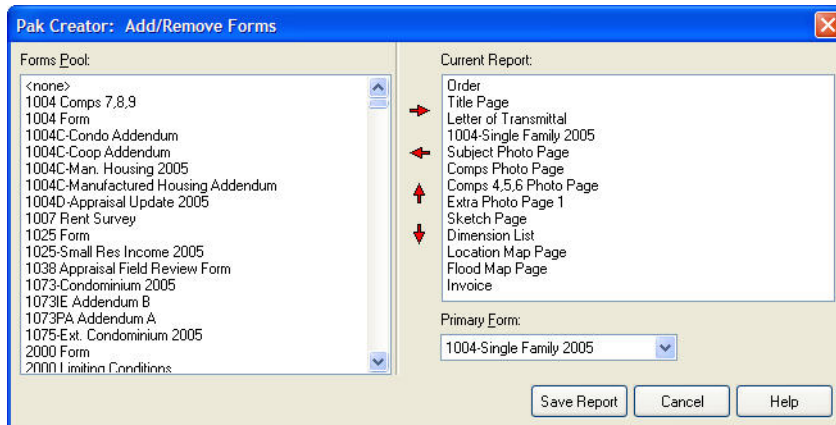 Pak Creator: Add/Remove Forms
Forms Pool:
<none>
1004 Comps 7,8,9
1004 Form
1004C-Condo Addendum
1004C-Coop Addendum
1004C-Man. Housing 2005
1004C-Manufactured Housing Addendum
1004D-Appraisal Update 2005
1007 Rent Survey
1025 Form
1025-Small Res Income 2005
1038 Appraisal Field Review Form
1073-Condominium 2005
1073IE Addendum B
1073PA Addendum A
1075-Ext. Condominium 2005
2000 Form
2000 Limiting Conditions
Current Report:
Order
Title Page
Letter of Transmittal
1004-Single Family 2005
Subject Photo Page
Comps Photo Page
Comps 4,5,6 Photo Page
Extra Photo Page 1
Sketch Page
Dimension List
Location Map Page
Flood Map Page
Invoice
Primary Form:
1004-Single Family 2005
Save Report Cancel Help